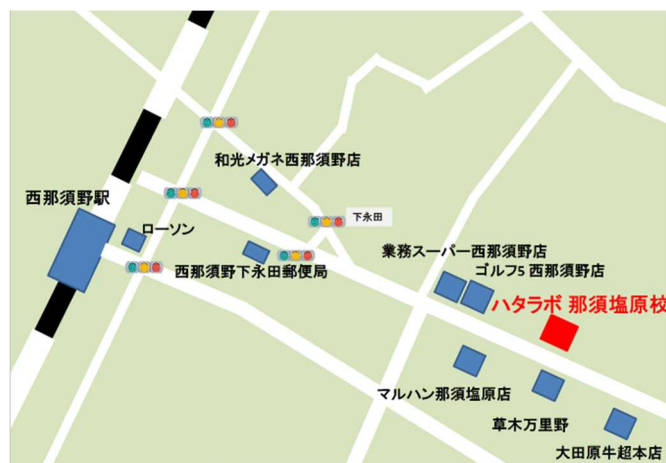 和光メガネ西那須野店
西那須野駅
下永田
ローソン
西那須野下永田郵便局
業務スーパー西那須野店
ゴルフ5 西那須野店
ハタラボ 那須塩原校
マルハン那須塩原店
草木万里野
大田原牛超本店